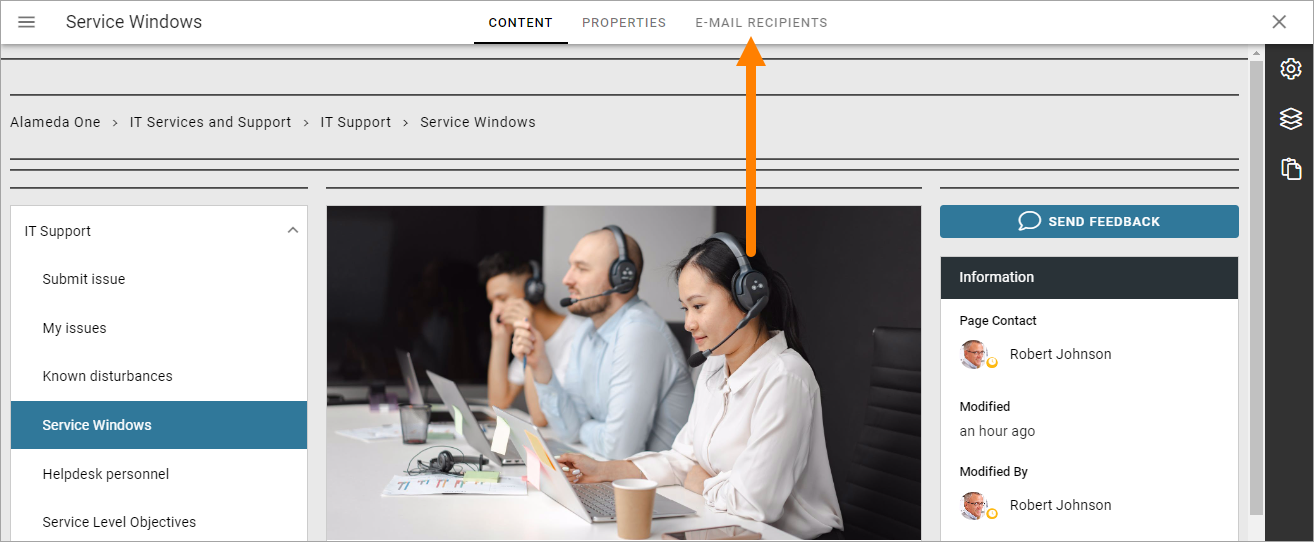 Service Windows
CONTENT PROPERTIES E-MAIL RECIPIENTS
Alameda One > IT Services and Support > IT Support > Service Windows
IT Support
Submit issue
My issues
Known disturbances
Service Windows
Helpdesk personnel
Service Level Objectives
SEND FEEDBACK
Information
Page Contact
Robert Johnson
Modified
an hour ago
Modified By
Robert Johnson